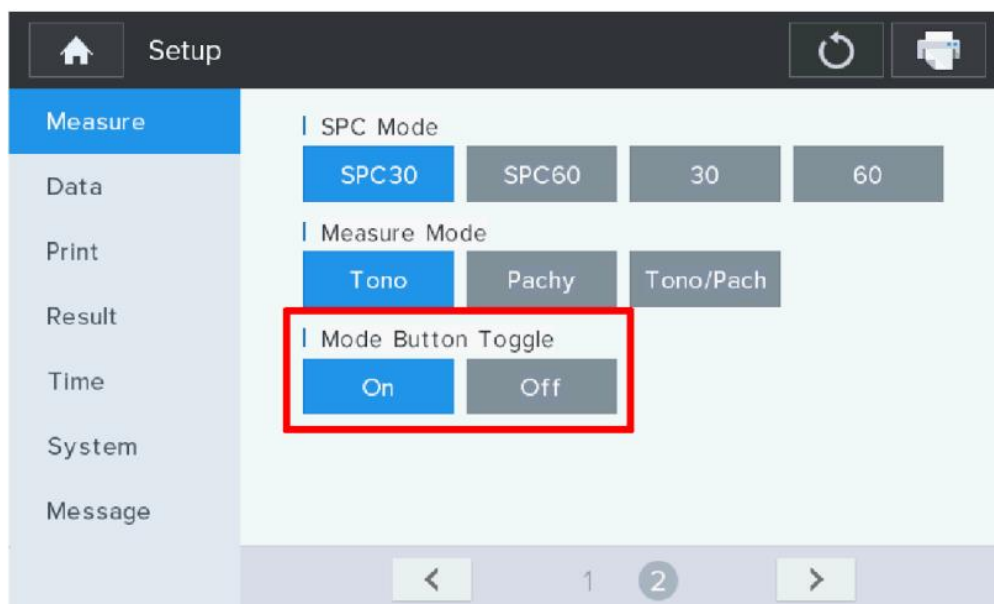 Setup
Measure
Data
Print
Result
Time
System
Message
SPC Mode
SPC30 SPC60 30 60
Measure Mode
Tono Pachy Tono/Pach
Mode Button Toggle
On Off
< 1 2 >